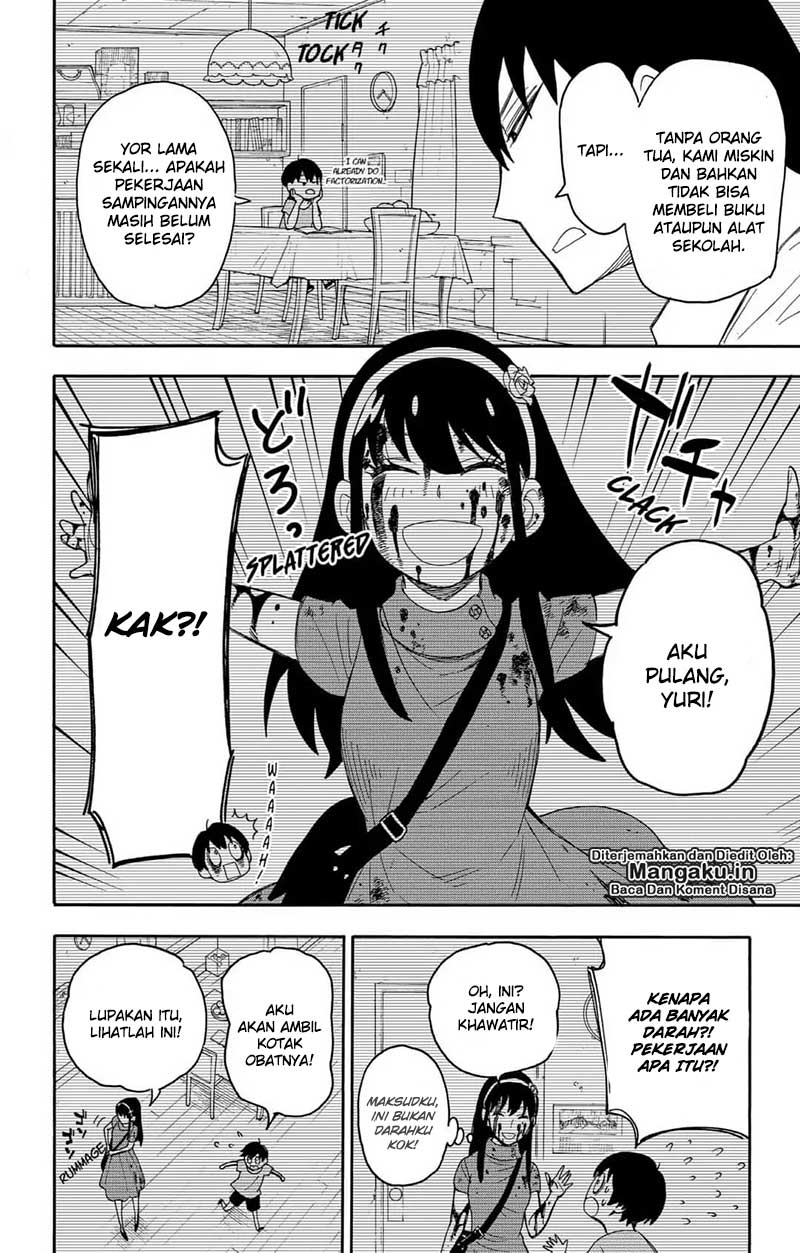 TANPA ORANG
TUA, KAMI MISKIN
DAN BAHKAN
TIDAK BISA
MEMBELI BUKU
ATAUPUN ALAT
SEKOLAH.
TAPI...
TICK
TOCK
チク
タク
I CAN
ALREADY DO
FACTORIZATION...
YOR LAMA
SEKALI... APAKAH
PEKERJAAN
SAMPINGANNYA
MASIH BELUM
SELESAI?
ガチャ
CLACK
AKU
PULANG,
YURI!
どろっ
SPLATTERED
KAK?!
WAAAAH!
Diterjemahkan dan Diedit Oleh:
Mangaku.in
Baca Dan Koment Disana
KENAPA
ADA BANYAK
DARAH?!
PEKERJAAN
APA ITU?!
OH, INI?
JANGAN
KHAWATIR!
MAKSUDKU,
INI BUKAN
DARAHKU
KOK!
AKU
AKAN AMBIL
KOTAK
OBATNYA!
LUPAKAN ITU,
LIHATLAH INI!
RUMMAGE